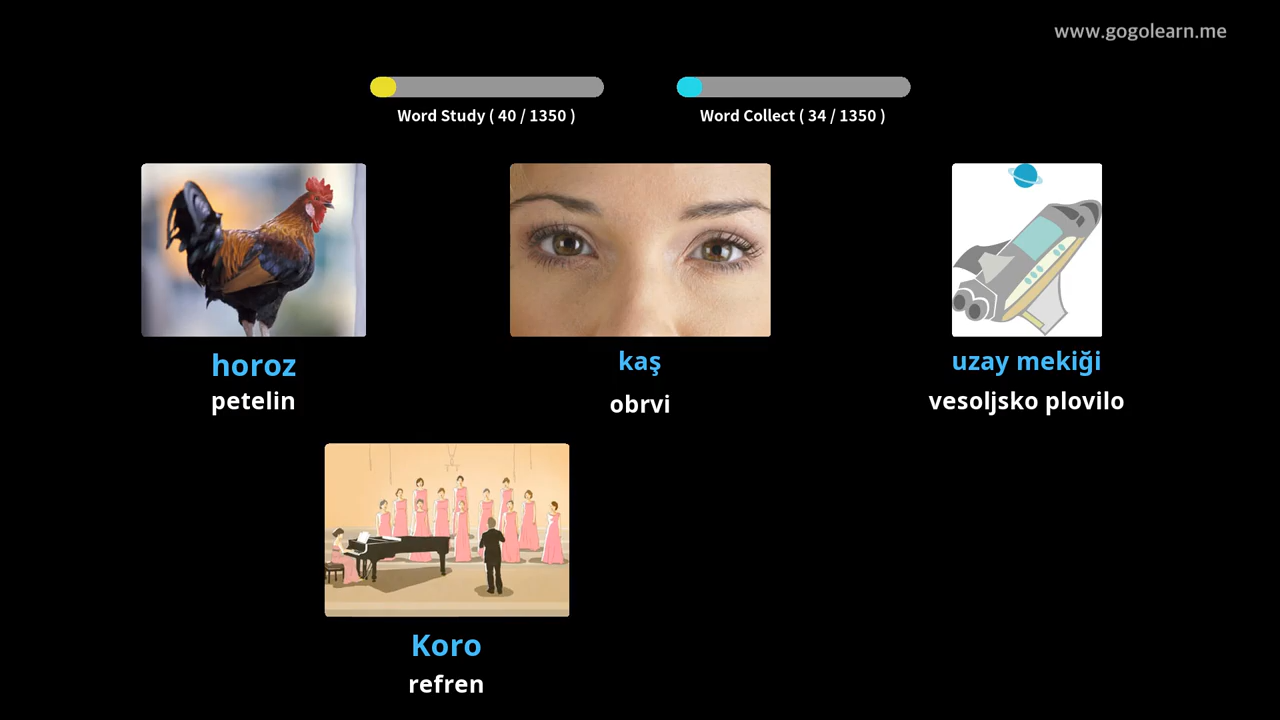 www.gogolearn.me
Word Study ( 40 / 1350 )
Word Collect ( 34 / 1350 )
horoz
petelin
kaş
obrvi
uzay mekiği
vesoljsko plovilo
Koro
refren